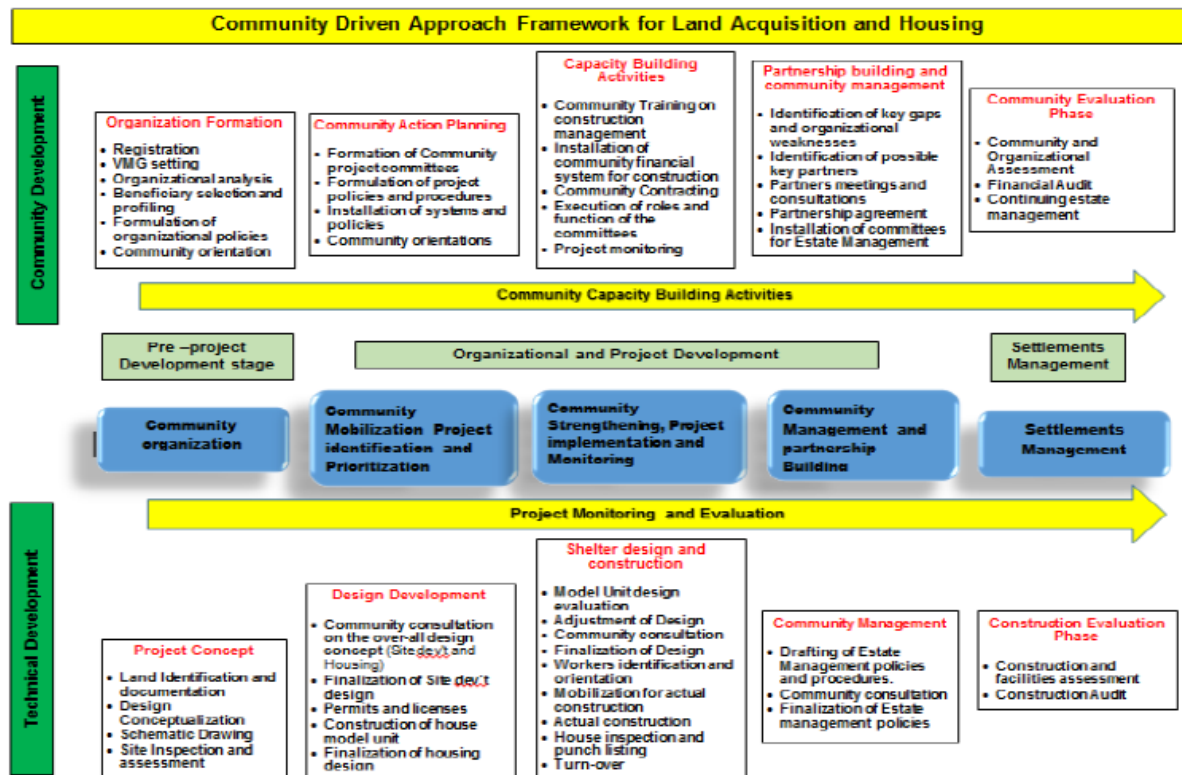 Community Driven Approach Framework for Land Acquisition and Housing
Community Development
Organization Formation
• Registration
• VMG setting
• Organizational analysis
• Beneficiary selection and
profiling
• Formulation of
organizational policies
• Community orientation
Community Action Planning
• Formation of Community
project committees
• Formulation of project
policies and procedures
• Installation of systems and
policies
• Community orientations
Capacity Building
Activities
• Community Training on
construction
management
• Installation of
community financial
system for construction
• Community Contracting
• Execution of roles and
function of the
committees
• Project monitoring
Partnership building and
community management
• Identification of key gaps
and organizational
weaknesses
• Identification of possible
key partners
• Partners meetings and
consultations
• Partnership agreement
• Installation of committees
for Estate Management
Community Evaluation
Phase
• Community and
Organizational
Assessment
• Financial Audit
• Continuing estate
management
Community Capacity Building Activities
Pre –project
Development stage
Organizational and Project Development
Settlements
Management
Community
organization
Community
Mobilization Project
identification and
Prioritization
Community
Strengthening, Project
implementation and
Monitoring
Community
Management and
partnership
Building
Settlements
Management
Project Monitoring and Evaluation
Technical Development
Project Concept
• Land Identification and
documentation
• Design
Conceptualization
• Schematic Drawing
• Site Inspection and
assessment
Design Development
• Community consultation
on the over-all design
concept (Site dev't and
Housing)
• Finalization of Site dev't
design
• Permits and licenses
• Construction of house
model unit
• Finalization of housing
design
Shelter design and
construction
• Model Unit design
evaluation
• Adjustment of Design
• Community consultation
• Finalization of Design
• Workers identification and
orientation
• Mobilization for actual
construction
• Actual construction
• House inspection and
punch listing
• Turn-over
Community Management
• Drafting of Estate
Management policies
and procedures.
• Community consultation
• Finalization of Estate
management policies
Construction Evaluation
Phase
• Construction and
facilities assessment
• Construction Audit